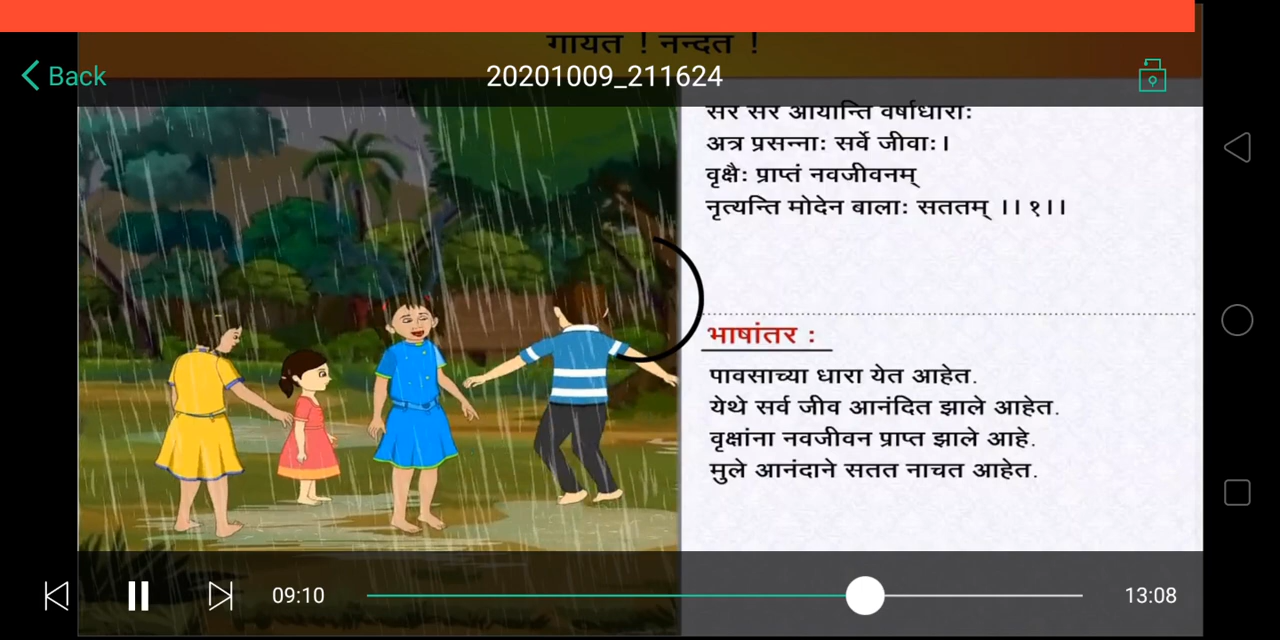 गायत ! नन्दत !
Back
20201009_211624
सर सर आयान्ति वर्षाधाराः
अत्र प्रसन्नाः सर्वे जीवाः।
वृक्षैः प्राप्तं नवजीवनम्
नृत्यन्ति मोदेन बालाः सततम् ।। १।।
भाषांतर :
पावसाच्या धारा येत आहेत.
येथे सर्व जीव आनंदित झाले आहेत.
वृक्षांना नवजीवन प्राप्त झाले आहे.
मुले आनंदाने सतत नाचत आहेत.
09:10
13:08